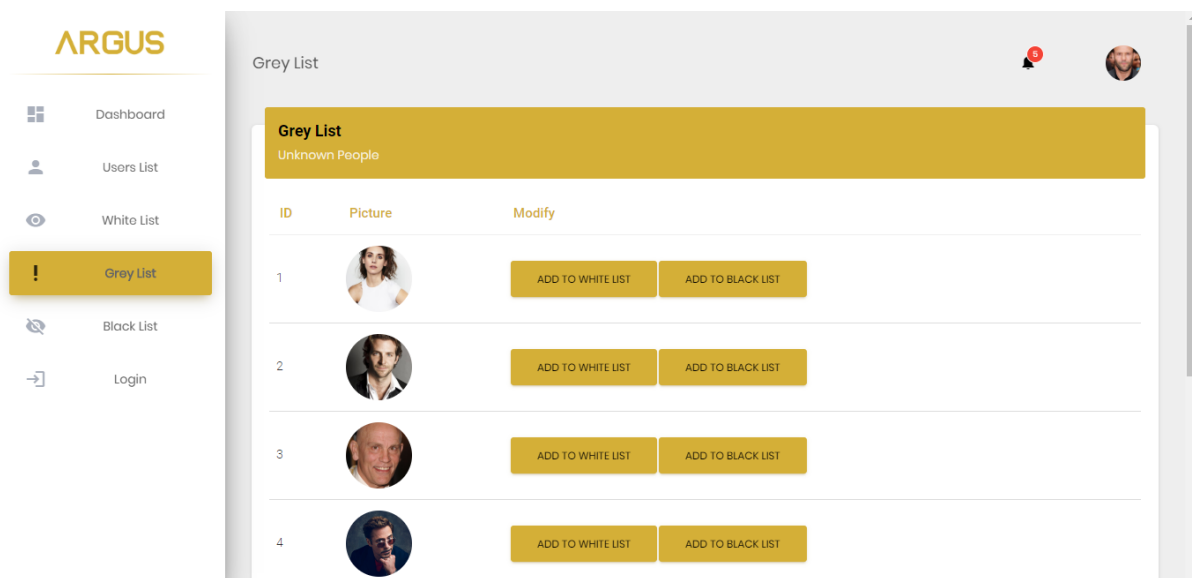 ARGUS
Grey List
5
Dashboard
Users List
White List
Grey List
Black List
Login
Grey List
Unknown People
ID Picture Modify
1 ADD TO WHITE LIST ADD TO BLACK LIST
2 ADD TO WHITE LIST ADD TO BLACK LIST
3 ADD TO WHITE LIST ADD TO BLACK LIST
4 ADD TO WHITE LIST ADD TO BLACK LIST